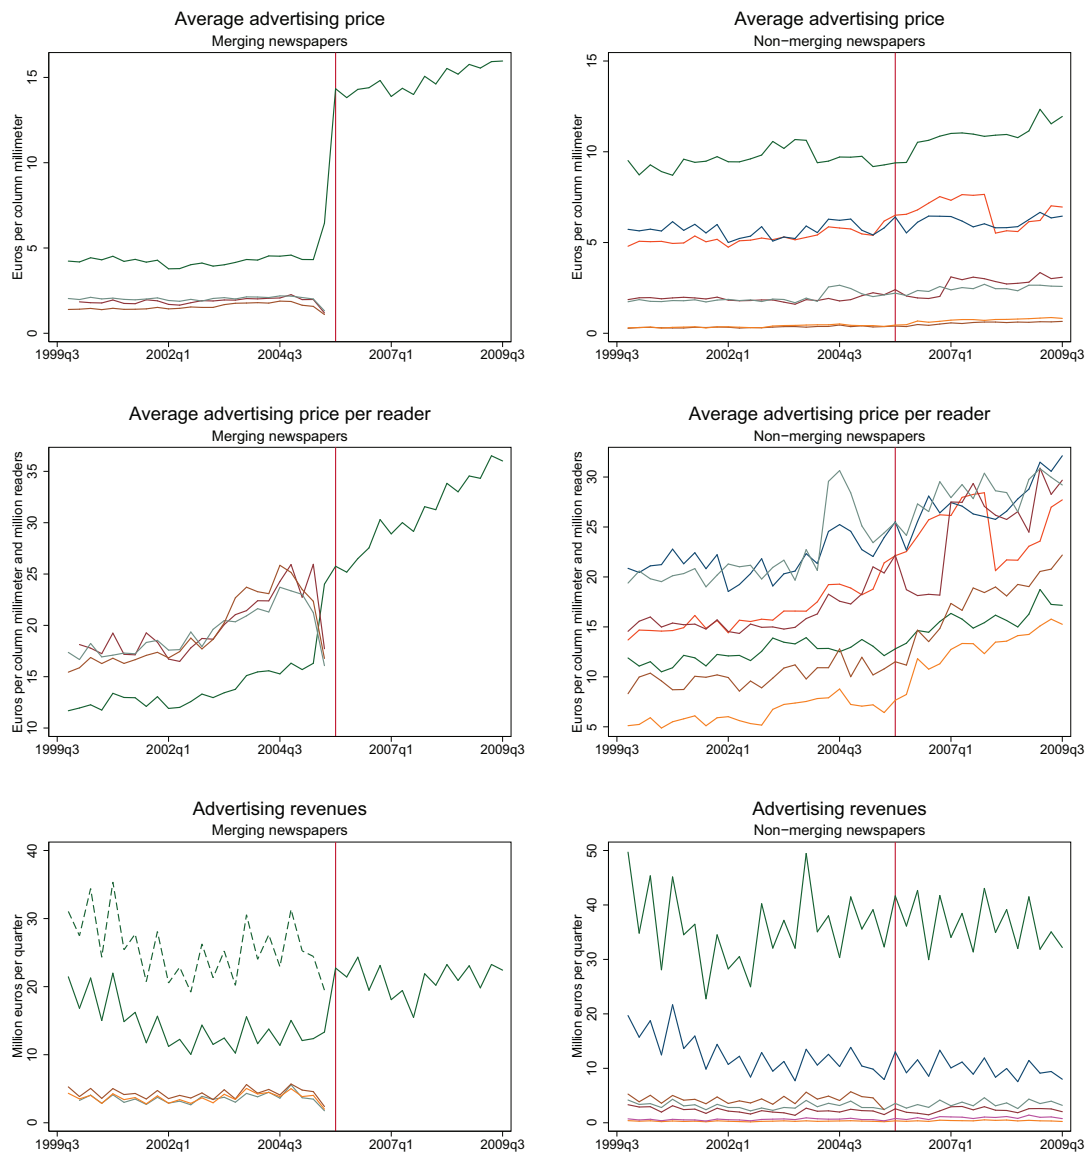 Average advertising price
Merging newspapers
Euros per column millimeter
15
10
5
0
1999q3 2002q1 2004q3 2007q1 2009q3
Average advertising price
Non−merging newspapers
Euros per column millimeter
15
10
5
0
1999q3 2002q1 2004q3 2007q1 2009q3
Average advertising price per reader
Merging newspapers
Euros per column millimeter and million readers
35
30
25
20
15
10
1999q3 2002q1 2004q3 2007q1 2009q3
Average advertising price per reader
Non−merging newspapers
Euros per column millimeter and million readers
30
25
20
15
10
5
1999q3 2002q1 2004q3 2007q1 2009q3
Advertising revenues
Merging newspapers
Million euros per quarter
40
30
20
10
0
1999q3 2002q1 2004q3 2007q1 2009q3
Advertising revenues
Non−merging newspapers
Million euros per quarter
50
40
30
20
10
0
1999q3 2002q1 2004q3 2007q1 2009q3